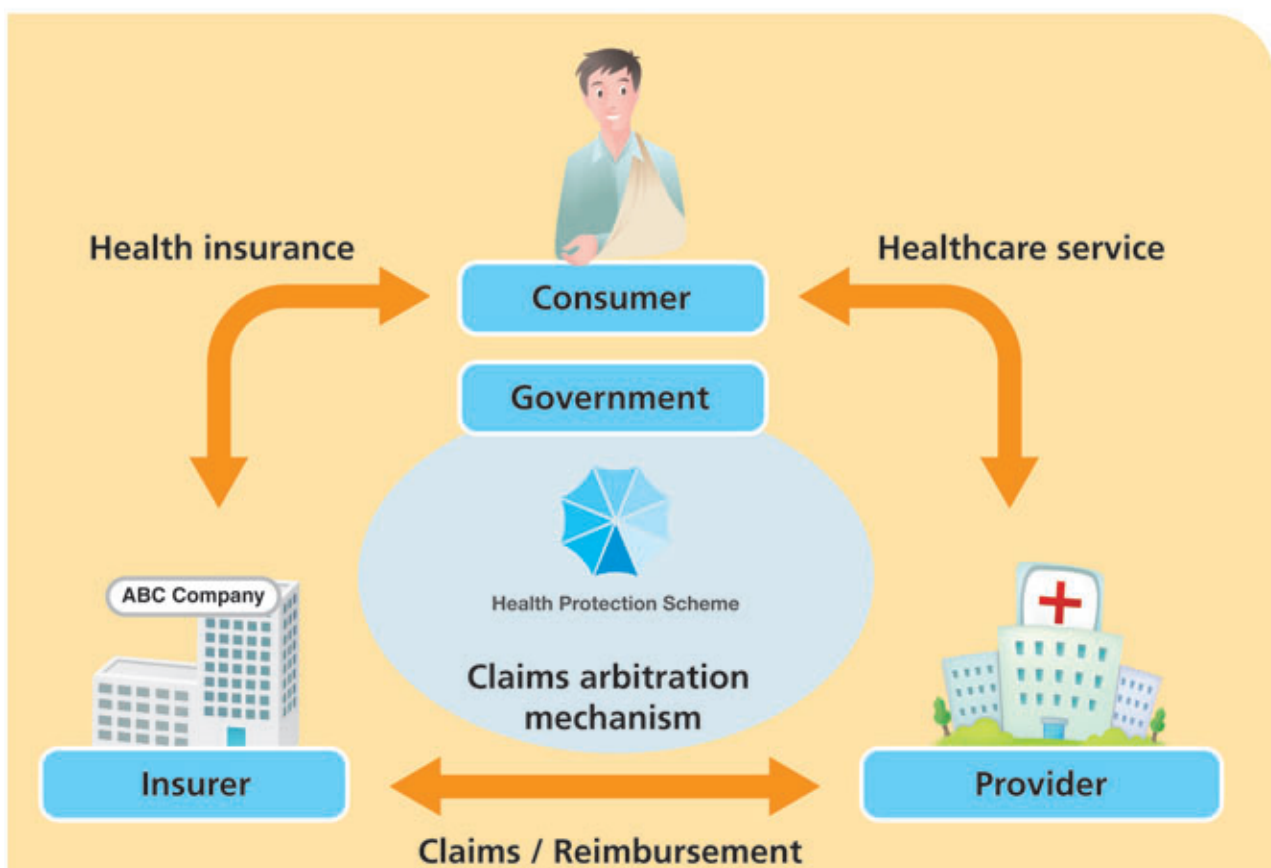 Health insurance
Healthcare service
Consumer
Government
ABC Company
Health Protection Scheme
Claims arbitration
mechanism
Insurer
Provider
Claims / Reimbursement